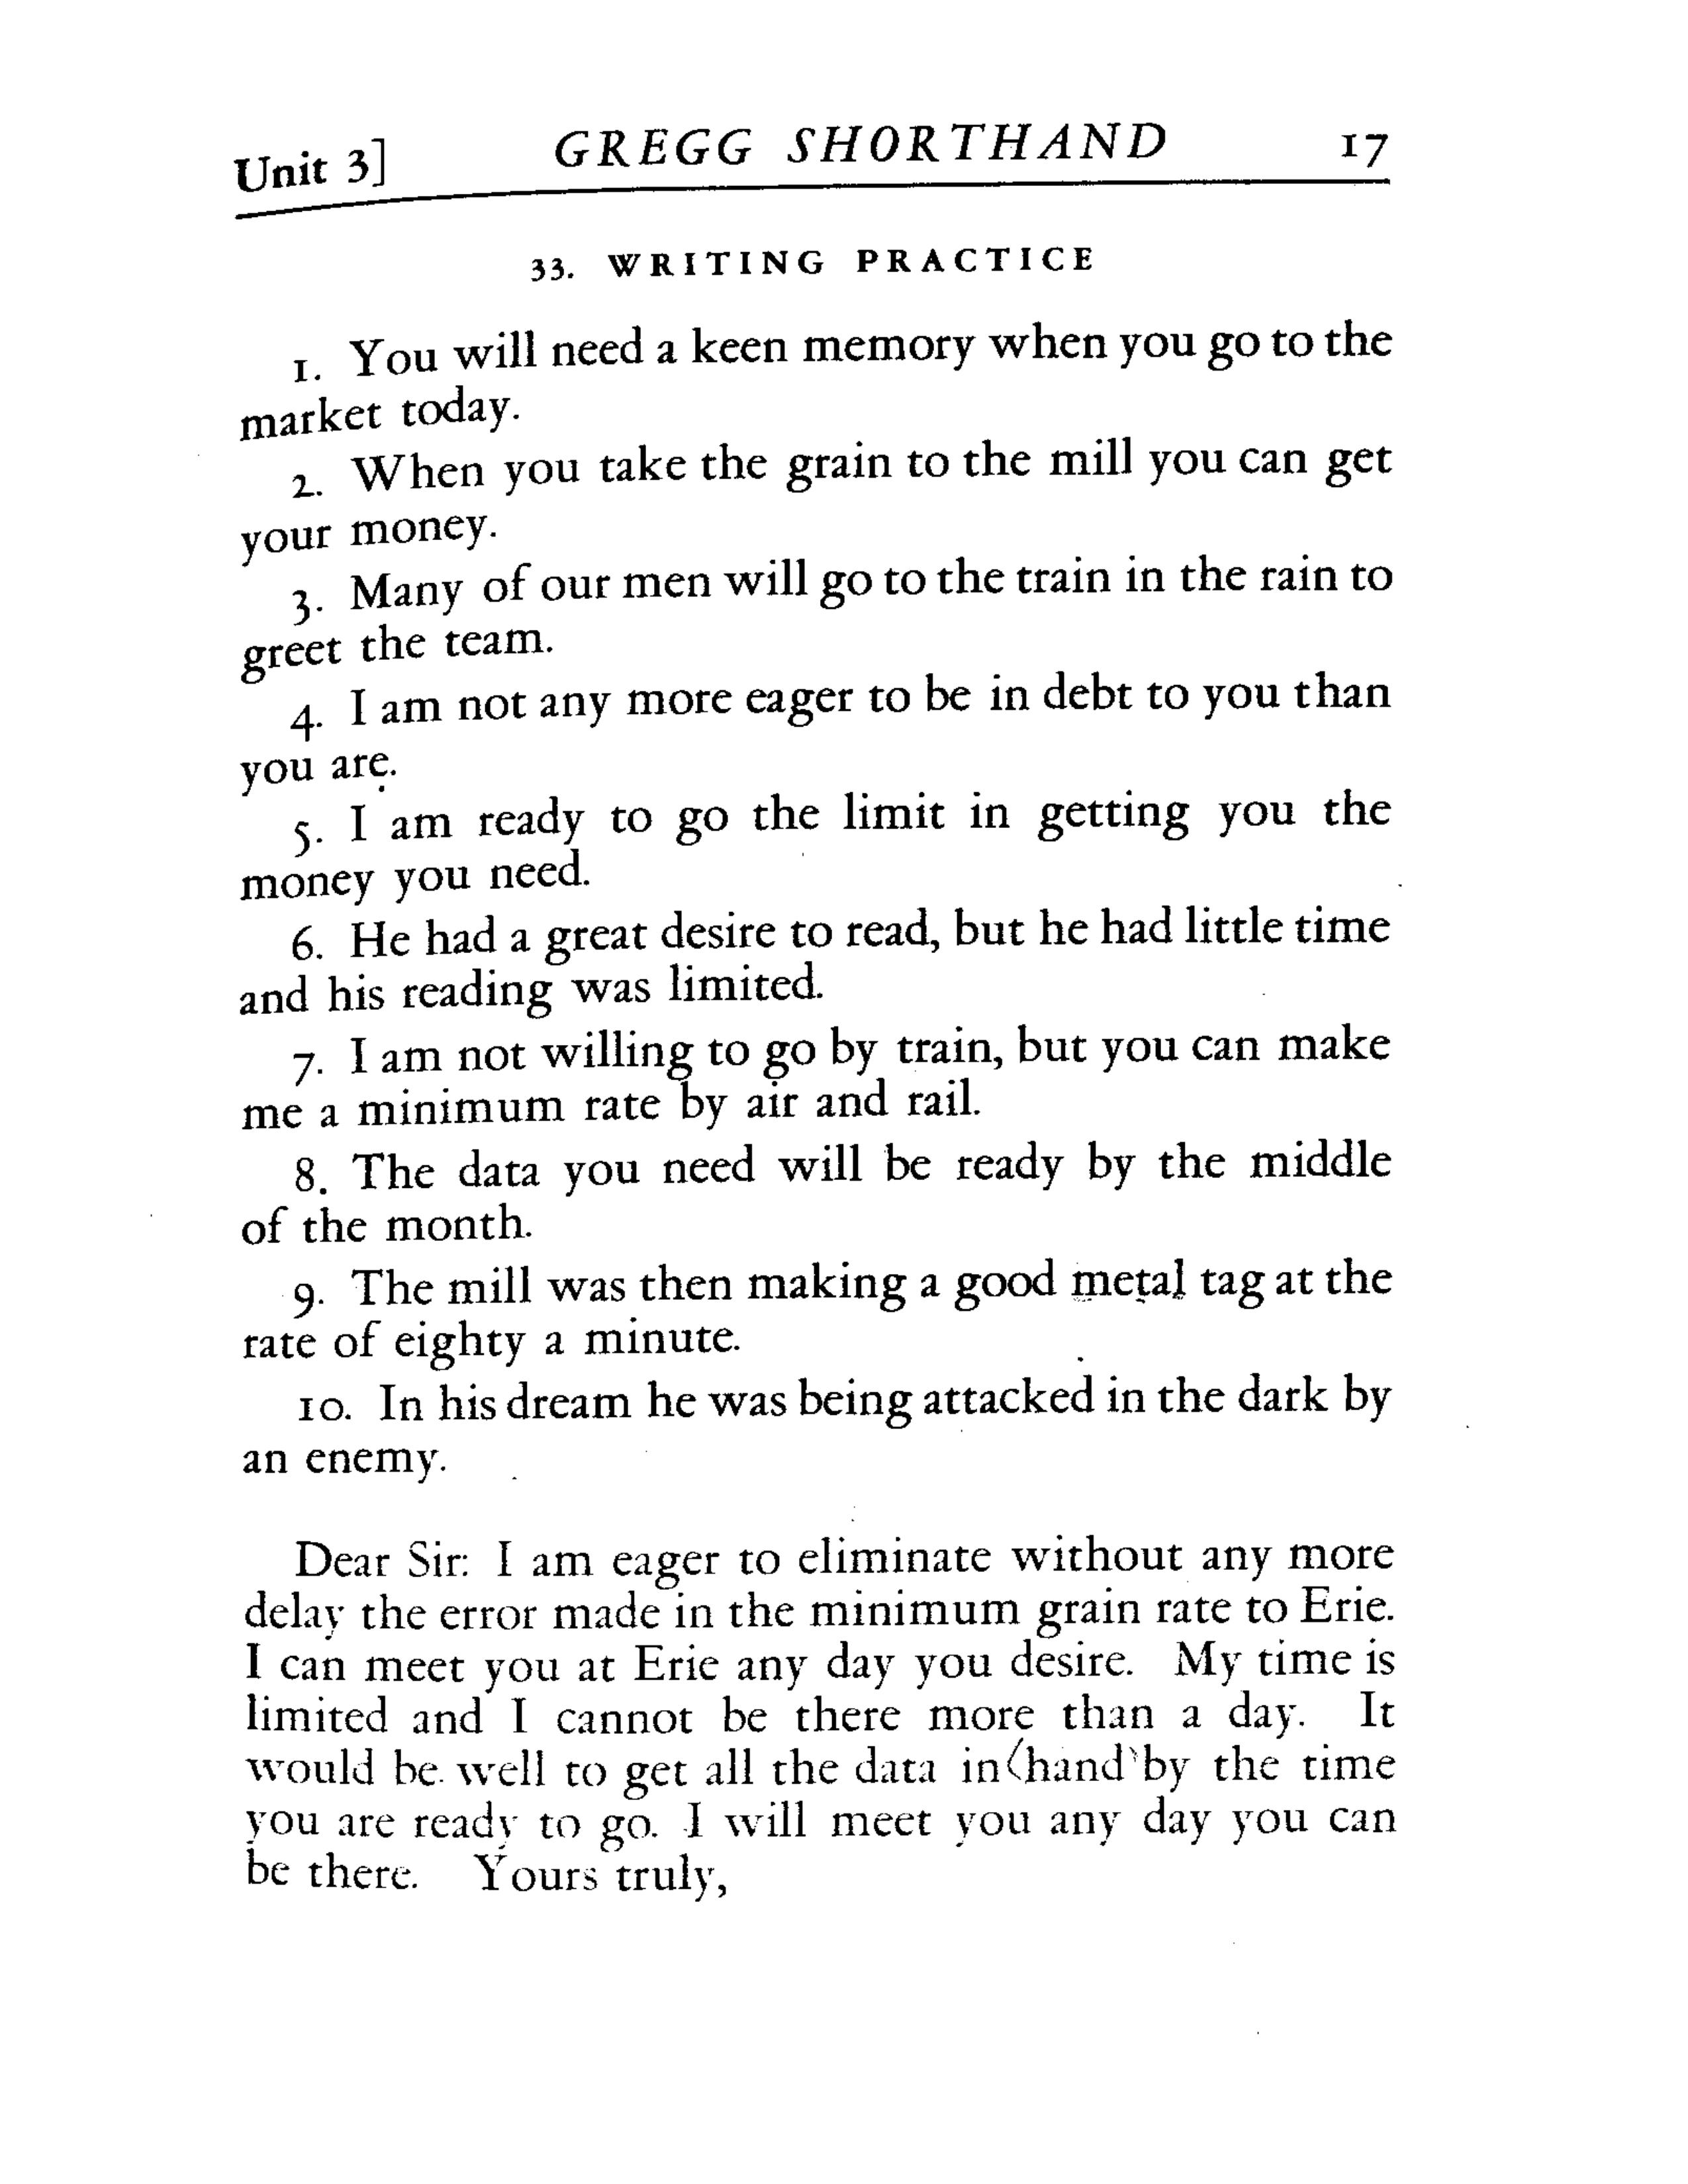 Unit 3] GREGG SHORTHAND 17
33. WRITING PRACTICE
1. You will need a keen memory when you go to the
market today.
2. When you take the grain to the mill you can get
your money.
3. Many of our men will go to the train in the rain to
greet the team.
4. I am not any more eager to be in debt to you than
you are.
5. I am ready to go the limit in getting you the
money you need.
6. He had a great desire to read, but he had little time
and his reading was limited.
7. I am not willing to go by train, but you can make
me a minimum rate by air and rail.
8. The data you need will be ready by the middle
of the month.
9. The mill was then making a good metal tag at the
rate of eighty a minute.
10. In his dream he was being attacked in the dark by
an enemy.
Dear Sir: I am eager to eliminate without any more
delay the error made in the minimum grain rate to Erie.
I can meet you at Erie any day you desire. My time is
limited and I cannot be there more than a day. It
would be well to get all the data in (hand) by the time
you are ready to go. I will meet you any day you can
be there. Yours truly,